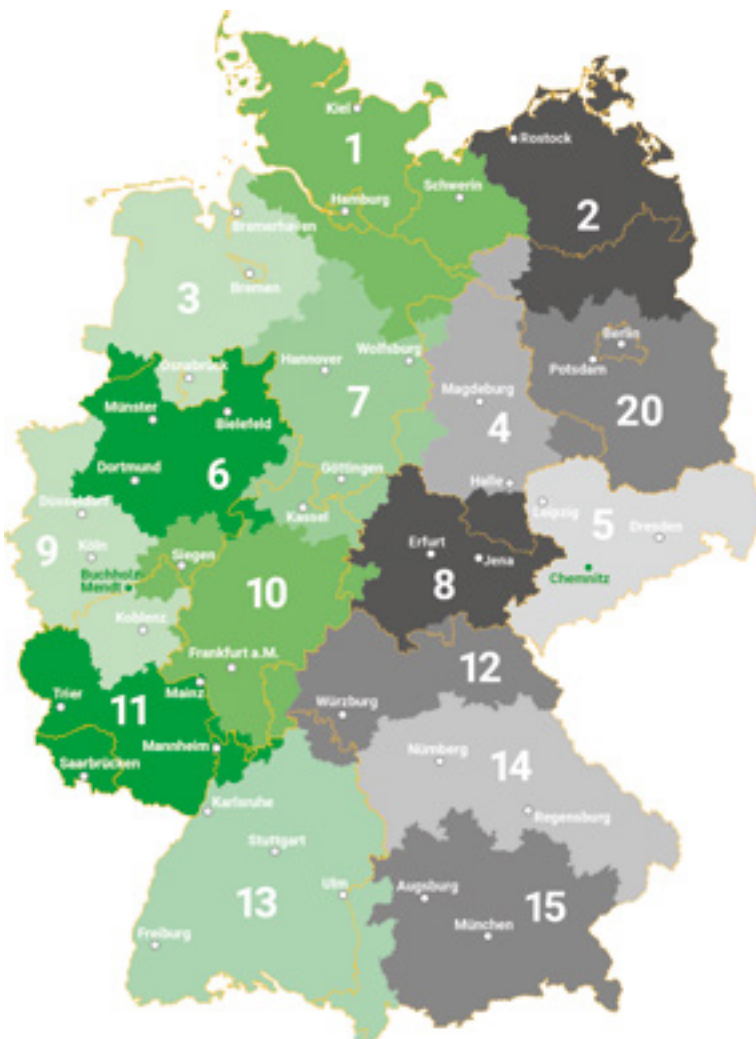 Kiel
1
Rostock
Schwerin
Hamburg
2
Bremerhaven
Bremen
3
Berlin
Wolfsburg
Hannover
Potsdam
Osnabrück
Magdeburg
7
4
20
Münster
Bielefeld
Dortmund
6
Göttingen
Halle
Leipzig
Düsseldorf
Kassel
5
Dresden
9
Köln
Erfurt
Siegen
Jena
Chemnitz
Buchholz
Mendt
8
10
Koblenz
Frankfurt a.M.
12
Mainz
Trier
11
Würzburg
Mannheim
Nürnberg
14
Saarbrücken
Karlsruhe
Regensburg
Stuttgart
13
Ulm
Augsburg
15
Freiburg
München